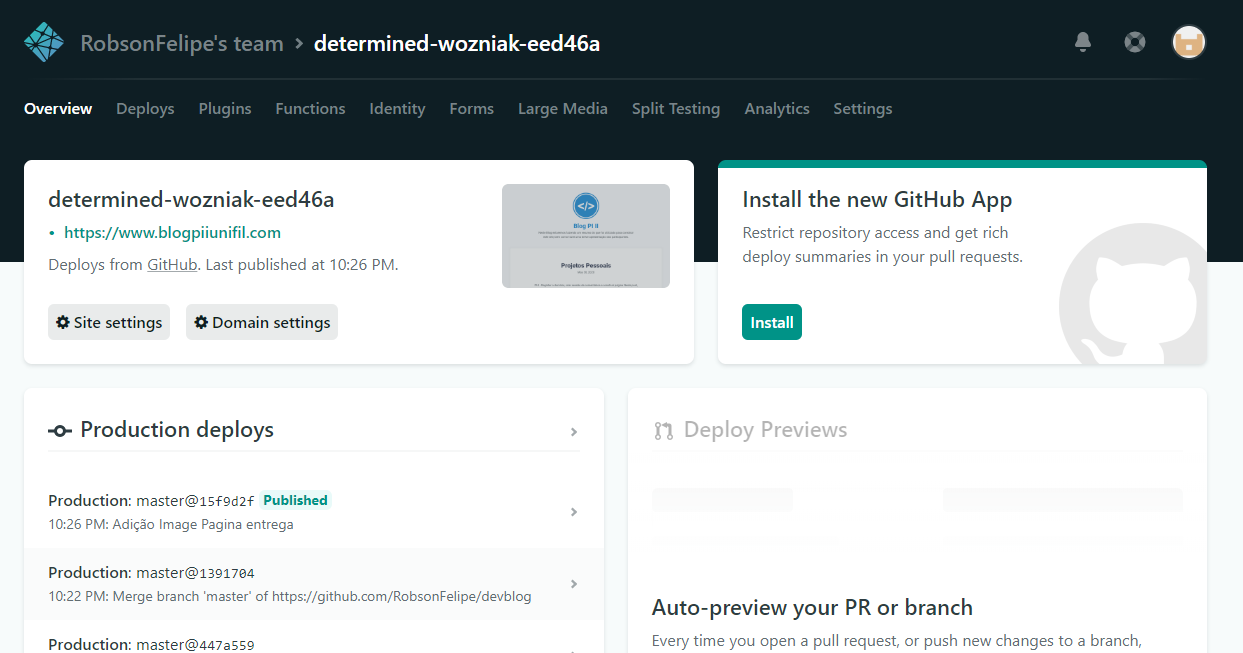 RobsonFelipe's team > determined-wozniak-eed46a
Overview Deploys Plugins Functions Identity Forms Large Media Split Testing Analytics Settings
determined-wozniak-eed46a
• https://www.blogpiiunifil.com
Deploys from GitHub. Last published at 10:26 PM.
Site settings Domain settings
</>
Blog PI II
Projetos Pessoais
Install the new GitHub App
Restrict repository access and get rich
deploy summaries in your pull requests.
Install
Production deploys
Production: master@15f9d2f Published
10:26 PM: Adição Image Pagina entrega
Production: master@1391704
10:22 PM: Merge branch 'master' of https://github.com/RobsonFelipe/devblog
Production: master@447a559
Deploy Previews
Auto-preview your PR or branch
Every time you open a pull request, or push new changes to a branch,